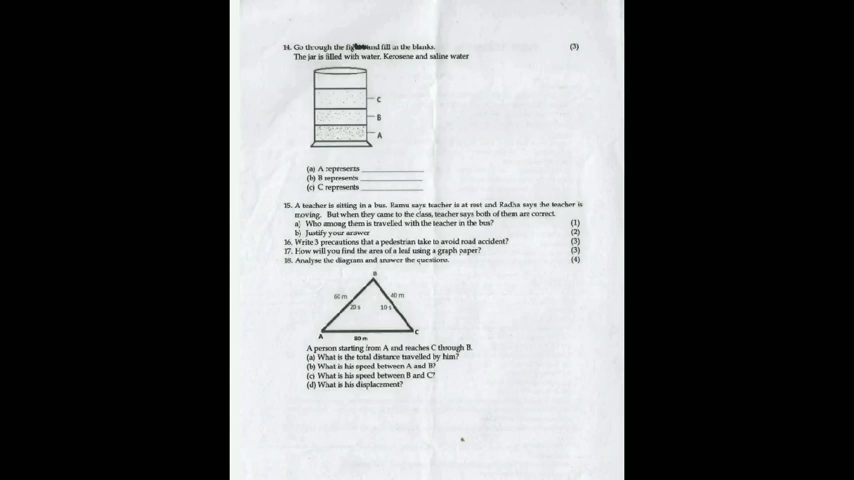 14. Go through the and fill in the blanks. (3)
The jar is filled with water, Kerosene and saline water
C
B
A
(a) A represents
(b) B represents
(c) C represents
15. A teacher is sitting in a bus. Ramu says teacher is at rest and Radha says the teacher is
moving. But when they came to the class, teacher says both of them are correct.
a) Who among them is travelled with the teacher in the bus? (1)
b) Justify your answer (2)
16. Write 3 precautions that a pedestrian take to avoid road accident? (3)
17. How will you find the area of a leaf using a graph paper? (3)
18. Analyse the diagram and answer the questions. (4)
B
60 m 40 m
20 s 10 s
A C
80 m
A person starting from A and reaches C through B.
(a) What is the total distance travelled by him?
(b) What is his speed between A and B?
(c) What is his speed between B and C?
(d) What is his displacment?